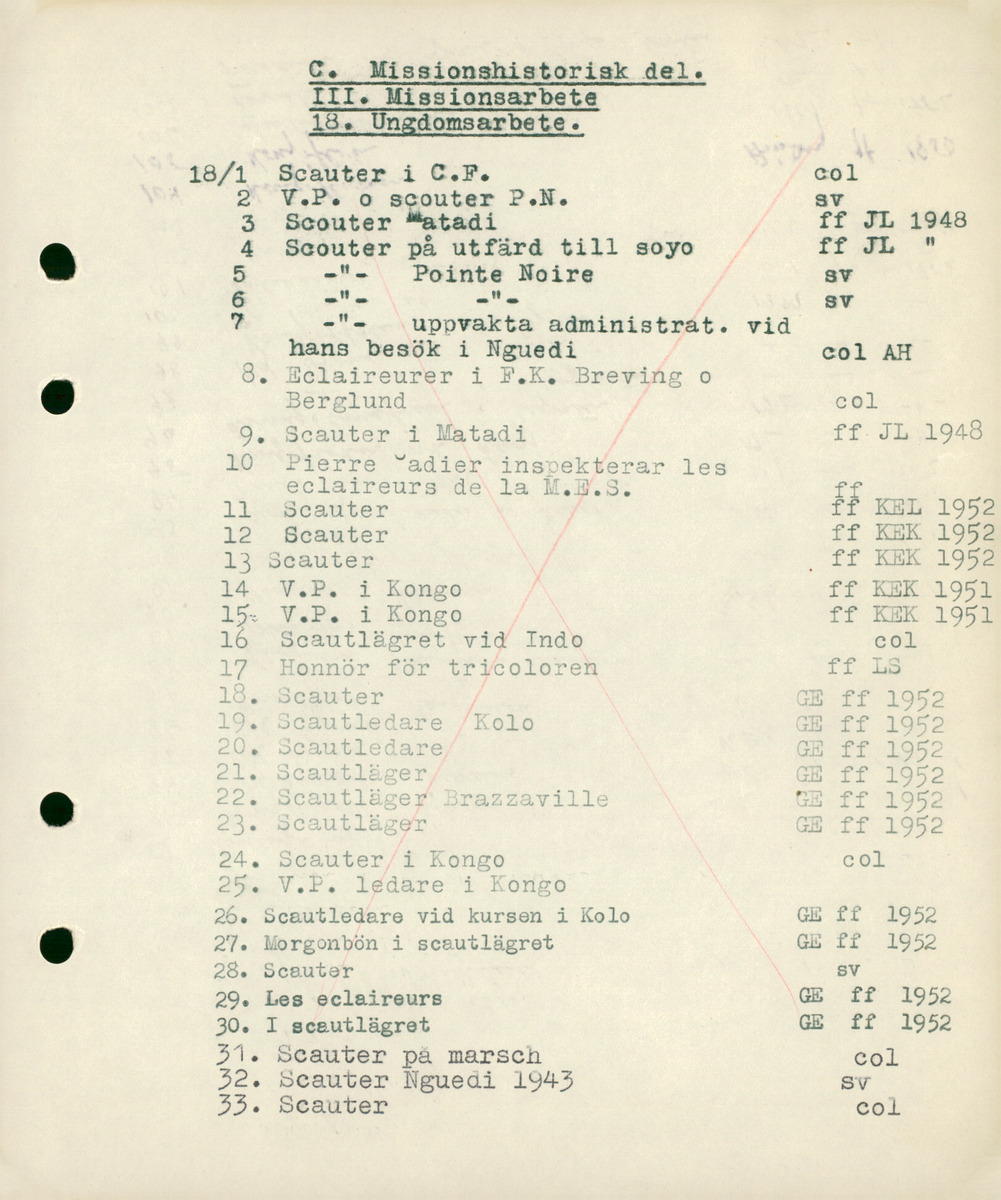 C. Missionshistorisk del.
III. Missionsarbete
18. Ungdomsarbete.
18/1 Scauter i C.F. col
2 V.P. o scouter P.N. sv
3 Scouter Matadi ff JL 1948
4 Scouter på utfärd till soyo ff JL "
5 -"- Pointe Noire sv
6 -"- -"- sv
7 -"- uppvakta administrat. vid
hans besök i Nguedi col AH
8. Eclaireurer i F.K. Breving o
Berglund col
9. Scauter i Matadi ff JL 1948
10 Pierre adier inspekterar les
eclaireurs de la M.E.S. ff
11 Scauter ff KEL 1952
12 Scauter ff KEK 1952
13 Scauter ff KEK 1952
14 V.P. i Kongo ff KEK 1951
15 V.P. i Kongo ff KEK 1951
16 Scautlägret vid Indo col
17 Honnör för tricoloren ff LS
18. Scauter GE ff 1952
19. Scautledare Kolo GE ff 1952
20. Scautledare GE ff 1952
21. Scautläger GE ff 1952
22. Scautläger Brazzaville GE ff 1952
23. Scautläger GE ff 1952
24. Scauter i Kongo col
25. V.P. ledare i Kongo
26. Scautledare vid kursen i Kolo GE ff 1952
27. Morgonbön i scautlägret GE ff 1952
28. Scauter sv
29. Les eclaireurs GE ff 1952
30. I scautlägret GE ff 1952
31. Scauter på marsch col
32. Scauter Nguedi 1943 sv
33. Scauter col